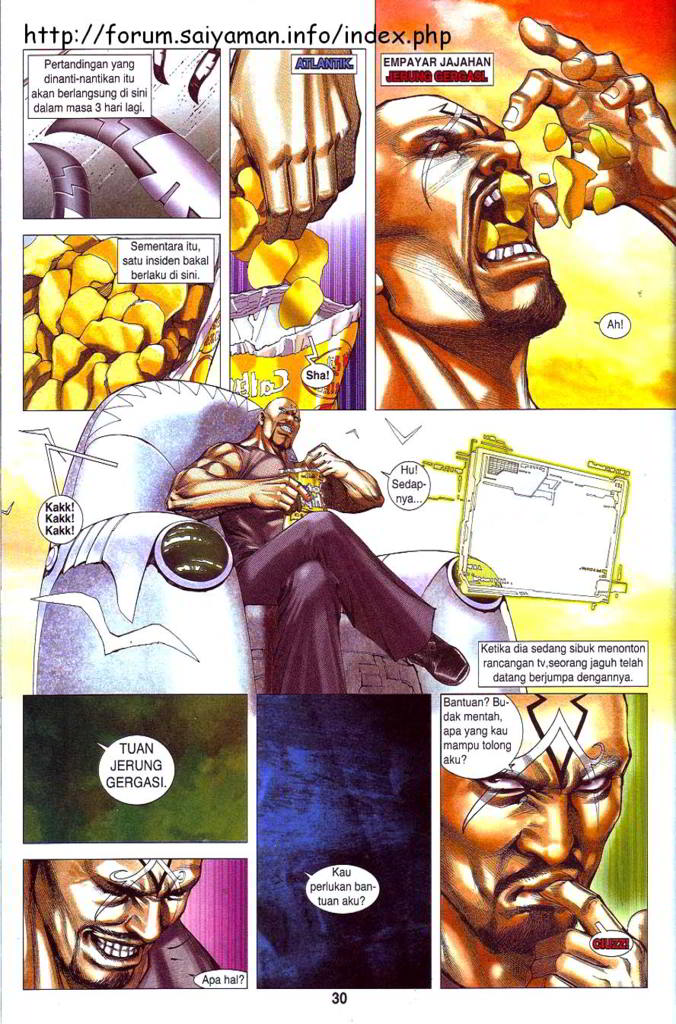 http://forum.saiyaman.info/index.php
Pertandingan yang
dinanti-nantikan itu
akan berlangsung di sini
dalam masa 3 hari lagi.
ATLANTIK.
EMPAYAR JAJAHAN
JERUNG GERGASI.
Sementara itu,
satu insiden bakal
berlaku di sini.
Sha!
Ah!
Kakk!
Kakk!
Kakk!
Hu!
Sedap-
nya...
Ketika dia sedang sibuk menonton
rancangan tv,seorang jaguh telah
datang berjumpa dengannya.
TUAN
JERUNG
GERGASI.
Apa hal?
Kau
perlukan ban-
tuan aku?
Bantuan? Bu-
dak mentah,
apa yang kau
mampu tolong
aku?
30